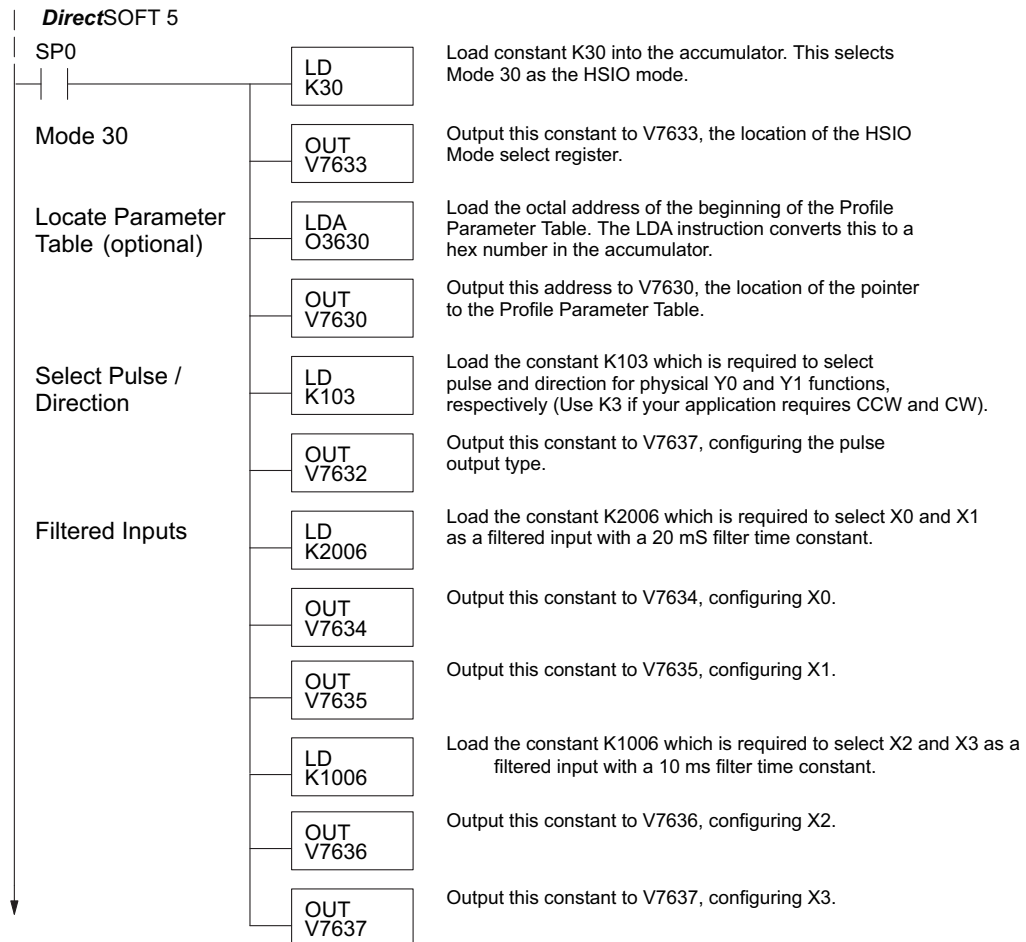 DirectSOFT 5
SP0
LD
K30
Load constant K30 into the accumulator. This selects
Mode 30 as the HSIO mode.
Mode 30
OUT
V7633
Output this constant to V7633, the location of the HSIO
Mode select register.
Locate Parameter
Table (optional)
LDA
O3630
Load the octal address of the beginning of the Profile
Parameter Table. The LDA instruction converts this to a
hex number in the accumulator.
OUT
V7630
Output this address to V7630, the location of the pointer
to the Profile Parameter Table.
Select Pulse /
Direction
LD
K103
Load the constant K103 which is required to select
pulse and direction for physical Y0 and Y1 functions,
respectively (Use K3 if your application requires CCW and CW).
OUT
V7632
Output this constant to V7637, configuring the pulse
output type.
Filtered Inputs
LD
K2006
Load the constant K2006 which is required to select X0 and X1
as a filtered input with a 20 mS filter time constant.
OUT
V7634
Output this constant to V7634, configuring X0.
OUT
V7635
Output this constant to V7635, configuring X1.
LD
K1006
Load the constant K1006 which is required to select X2 and X3 as a
filtered input with a 10 ms filter time constant.
OUT
V7636
Output this constant to V7636, configuring X2.
OUT
V7637
Output this constant to V7637, configuring X3.